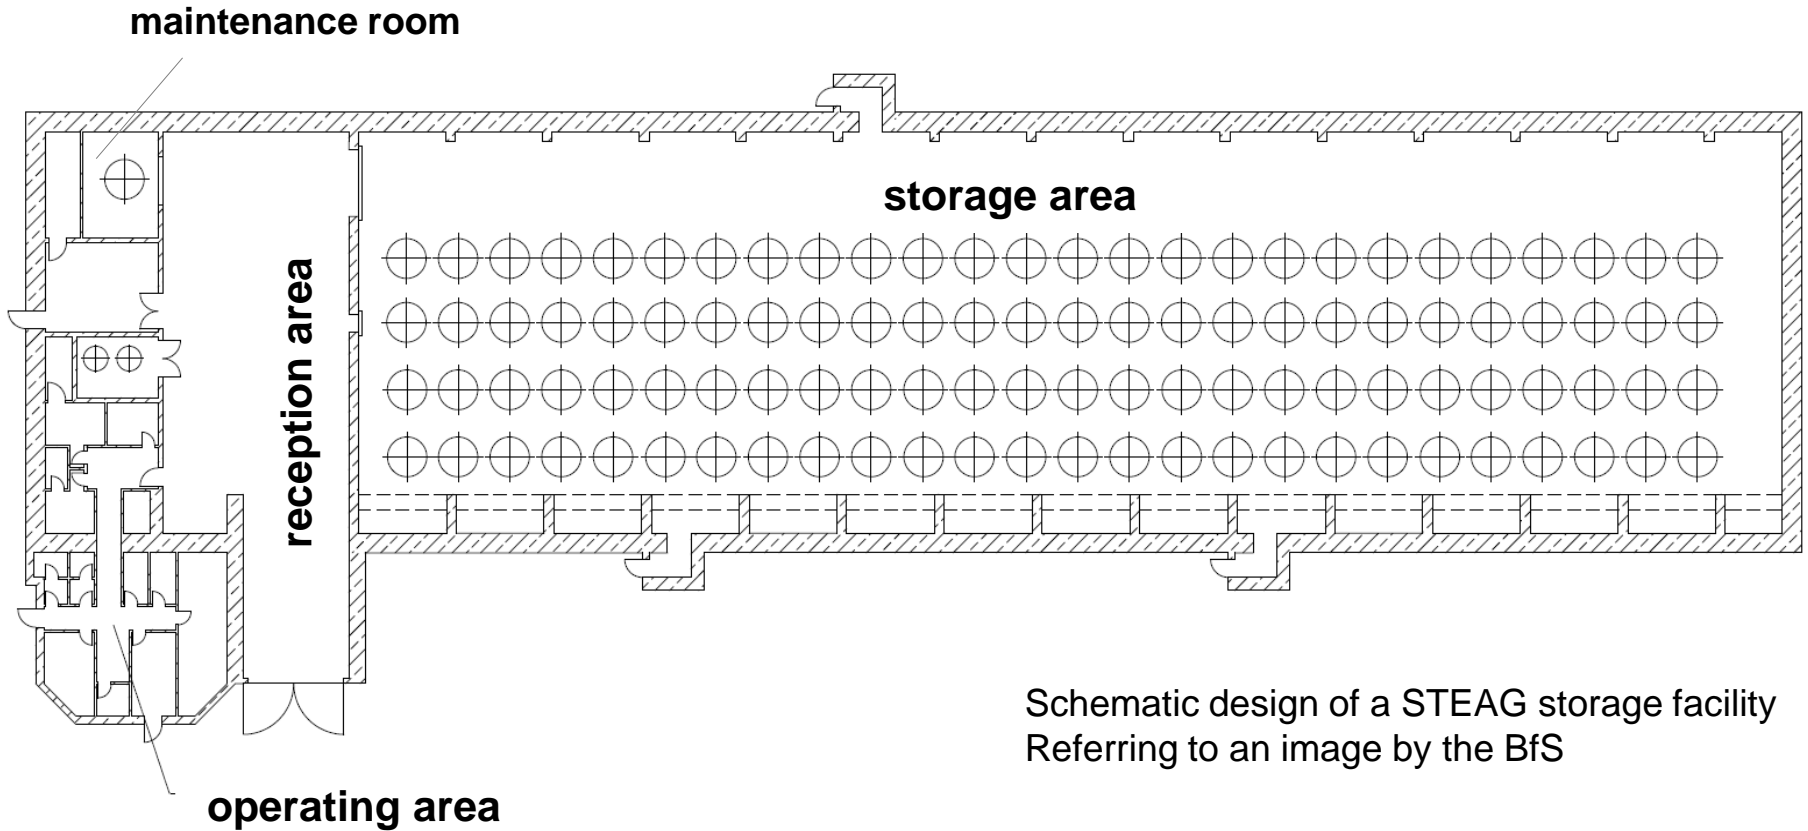 maintenance room
storage area
reception area
Schematic design of a STEAG storage facility
Referring to an image by the BfS
operating area